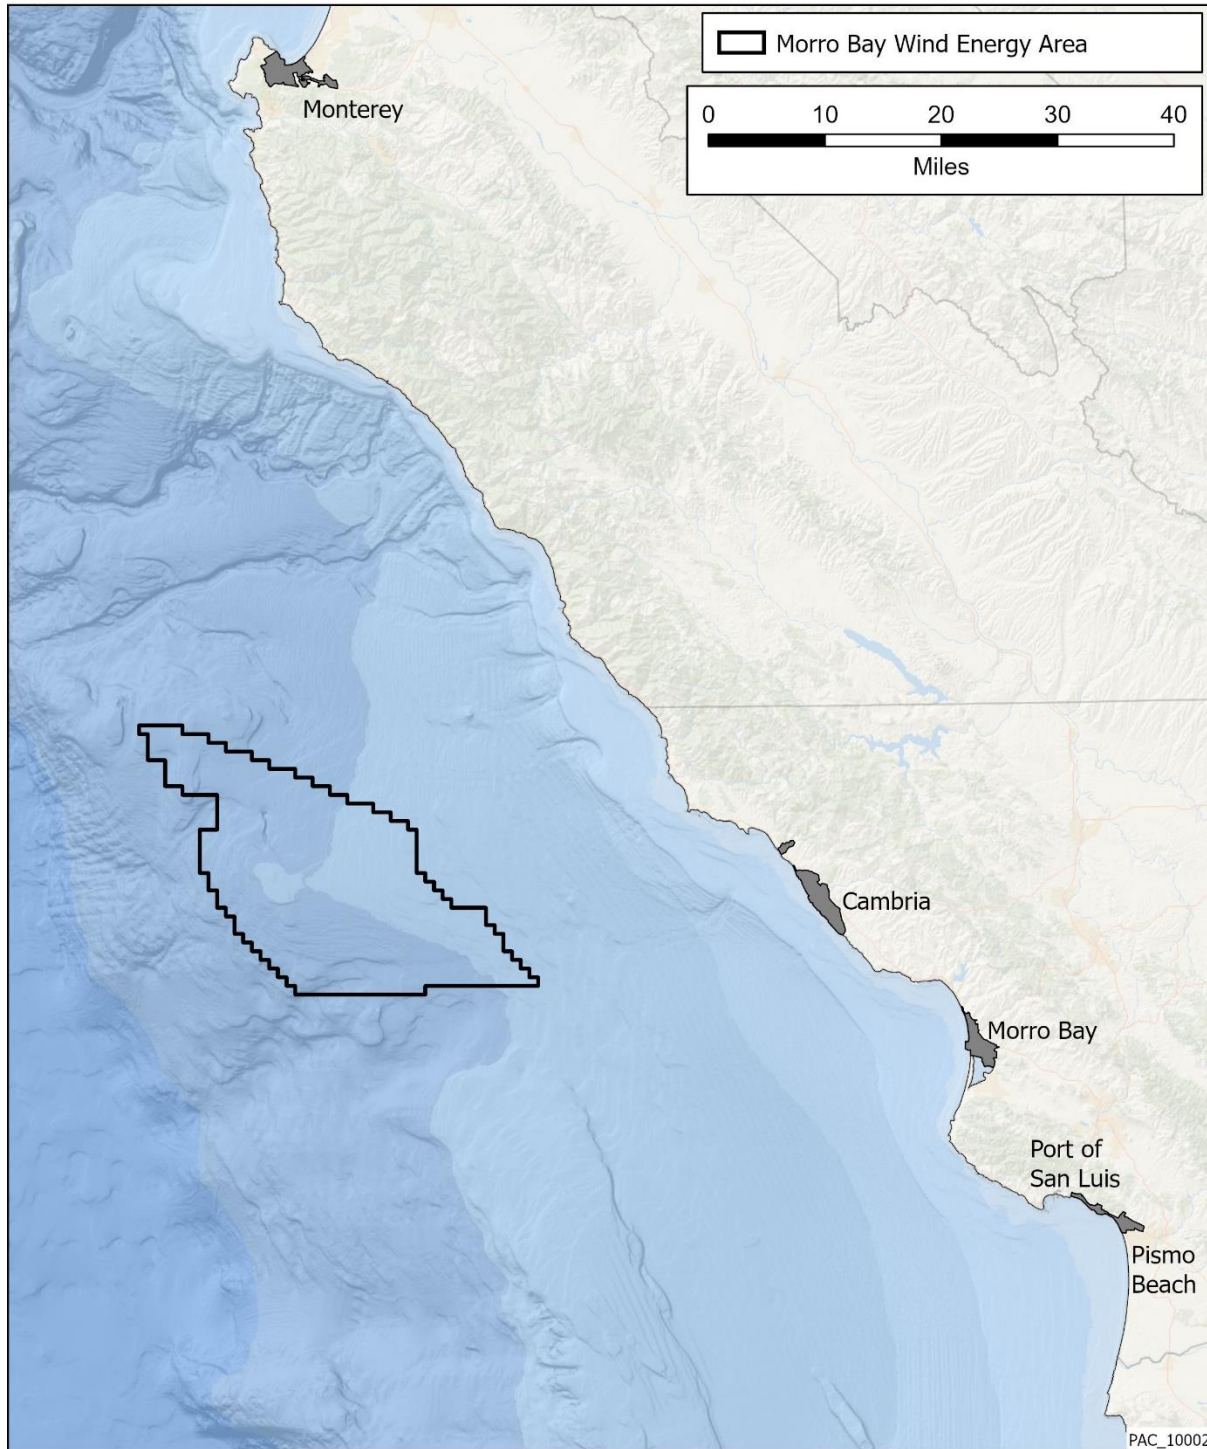 Morro Bay Wind Energy Area
0 10 20 30 40
Miles
Monterey
Cambria
Morro Bay
Port of
San Luis
Pismo
Beach
PAC_10002